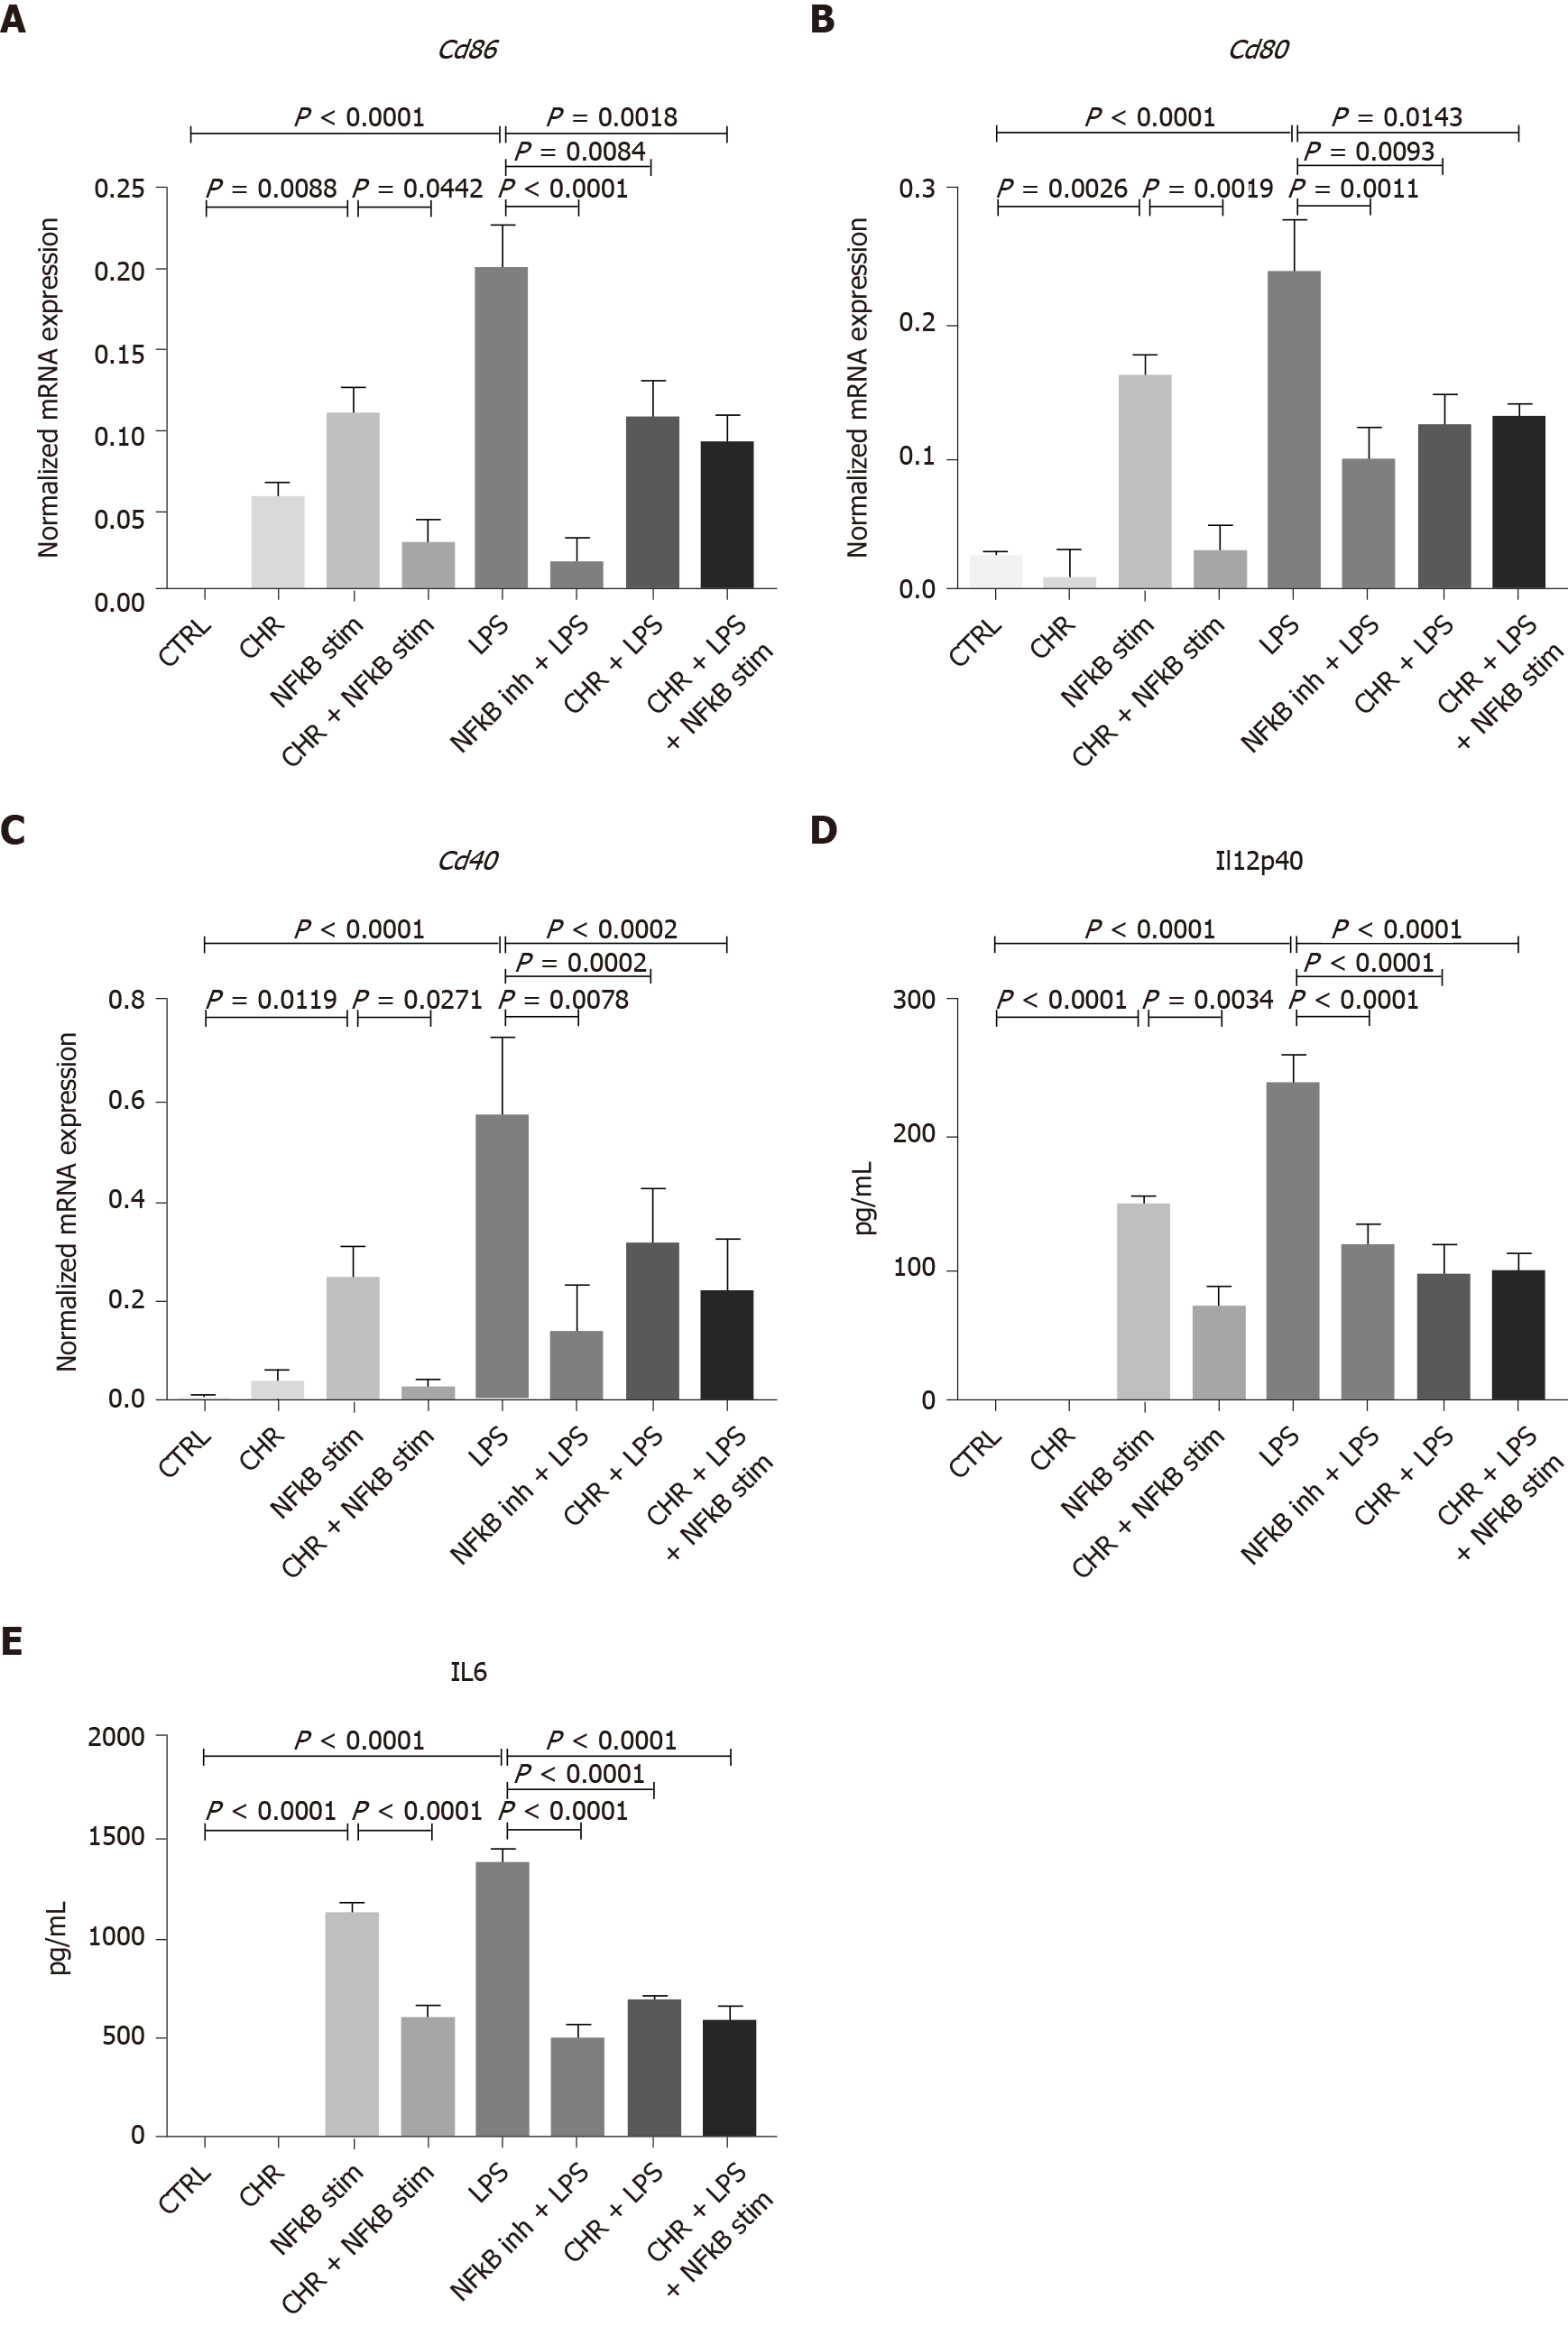 A
Cd86
P < 0.0001
P = 0.0018
P = 0.0084
P = 0.0088
P = 0.0442
P < 0.0001
Normalized mRNA expression
0.25
0.20
0.15
0.10
0.05
0.00
CTRL
CHR
NFkB stim
CHR + NFkB stim
LPS
NFkB inh + LPS
CHR + LPS
CHR + LPS
+ NFkB stim
B
Cd80
P < 0.0001
P = 0.0143
P = 0.0093
P = 0.0026
P = 0.0019
P = 0.0011
Normalized mRNA expression
0.3
0.2
0.1
0.0
CTRL
CHR
NFkB stim
CHR + NFkB stim
LPS
NFkB inh + LPS
CHR + LPS
CHR + LPS
+ NFkB stim
C
Cd40
P < 0.0001
P < 0.0002
P = 0.0002
P = 0.0119
P = 0.0271
P = 0.0078
Normalized mRNA expression
0.8
0.6
0.4
0.2
0.0
CTRL
CHR
NFkB stim
CHR + NFkB stim
LPS
NFkB inh + LPS
CHR + LPS
CHR + LPS
+ NFkB stim
D
Il12p40
P < 0.0001
P < 0.0001
P < 0.0001
P < 0.0001
P = 0.0034
P < 0.0001
pg/mL
300
200
100
0
CTRL
CHR
NFkB stim
CHR + NFkB stim
LPS
NFkB inh + LPS
CHR + LPS
CHR + LPS
+ NFkB stim
E
IL6
P < 0.0001
P < 0.0001
P < 0.0001
P < 0.0001
P < 0.0001
P < 0.0001
pg/mL
2000
1500
1000
500
0
CTRL
CHR
NFkB stim
CHR + NFkB stim
LPS
NFkB inh + LPS
CHR + LPS
CHR + LPS
+ NFkB stim